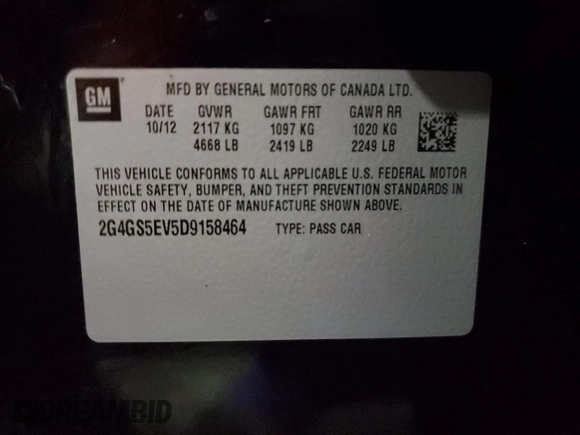 GM
MFD BY GENERAL MOTORS OF CANADA LTD.
DATE GVWR GAWR FRT GAWR RR
10/12 2117 KG 1097 KG 1020 KG
4668 LB 2419 LB 2249 LB
THIS VEHICLE CONFORMS TO ALL APPLICABLE U.S. FEDERAL MOTOR
VEHICLE SAFETY, BUMPER, AND THEFT PREVENTION STANDARDS IN
EFFECT ON THE DATE OF MANUFACTURE SHOWN ABOVE.
2G4GS5EV5D9158464 TYPE: PASS CAR
DREAMBID